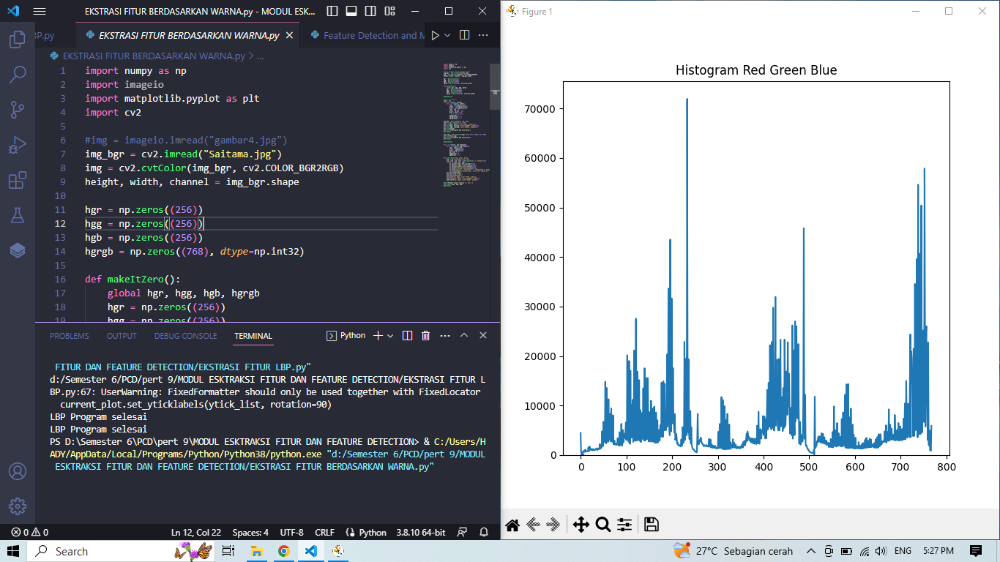 EKSTRASI FITUR BERDASARKAN WARNA.py - MODUL ESK...
BP.py
EKSTRASI FITUR BERDASARKAN WARNA.py
Feature Detection and M
EKSTRASI FITUR BERDASARKAN WARNA.py > ...
1 import numpy as np
2 import imageio
3 import matplotlib.pyplot as plt
4 import cv2
5
6 #img = imageio.imread("gambar4.jpg")
7 img_bgr = cv2.imread("Saitama.jpg")
8 img = cv2.cvtColor(img_bgr, cv2.COLOR_BGR2RGB)
9 height, width, channel = img_bgr.shape
10
11 hgr = np.zeros((256))
12 hgg = np.zeros((256))
13 hgb = np.zeros((256))
14 hgrgb = np.zeros((768), dtype=np.int32)
15
16 def makeItZero():
17 global hgr, hgg, hgb, hgrgb
18 hgr = np.zeros((256))
19 hgg = np.zeros((256))
PROBLEMS OUTPUT DEBUG CONSOLE TERMINAL Python
FITUR DAN FEATURE DETECTION/EKSTRASI FITUR LBP.py"
d:/Semester 6/PCD/pert 9/MODUL ESKTRAKSI FITUR DAN FEATURE DETECTION/EKSTRASI FITUR L
BP.py:67: UserWarning: FixedFormatter should only be used together with FixedLocator
current_plot.set_yticklabels(ytick_list, rotation=90)
LBP Program selesai
LBP Program selesai
PS D:\Semester 6\PCD\pert 9\MODUL ESKTRAKSI FITUR DAN FEATURE DETECTION> & C:/Users/H
ADY/AppData/Local/Programs/Python/Python38/python.exe "d:/Semester 6/PCD/pert 9/MODUL
ESKTRAKSI FITUR DAN FEATURE DETECTION/EKSTRASI FITUR BERDASARKAN WARNA.py"
0 0 Ln 12, Col 22 Spaces: 4 UTF-8 CRLF Python 3.8.10 64-bit
Figure 1
Histogram Red Green Blue
70000
60000
50000
40000
30000
20000
10000
0
0 100 200 300 400 500 600 700 800
Search 27°C Sebagian cerah ENG 5:27 PM